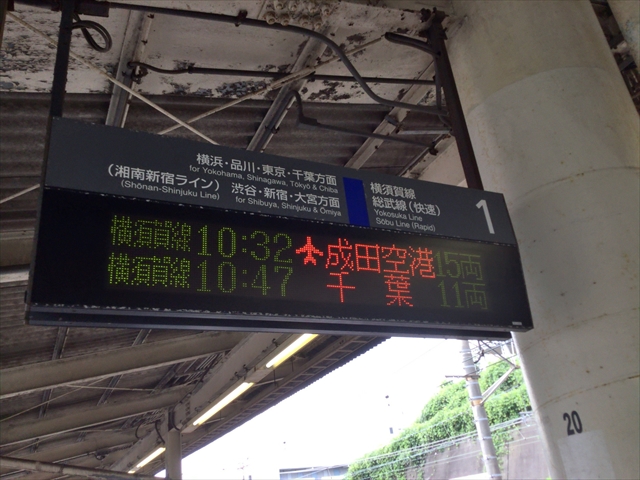 横浜・品川・東京・千葉方面
for Yokohama, Shinagawa, Tōkyō & Chiba
(湘南新宿ライン) 渋谷・新宿・大宮方面
(Shōnan-Shinjuku Line) for Shibuya, Shinjuku & Ōmiya
横須賀線
総武線(快速)
Yokosuka Line
Sōbu Line (Rapid)
1
横須賀線 10:32 成田空港 15両
横須賀線 10:47 千葉 11両
20